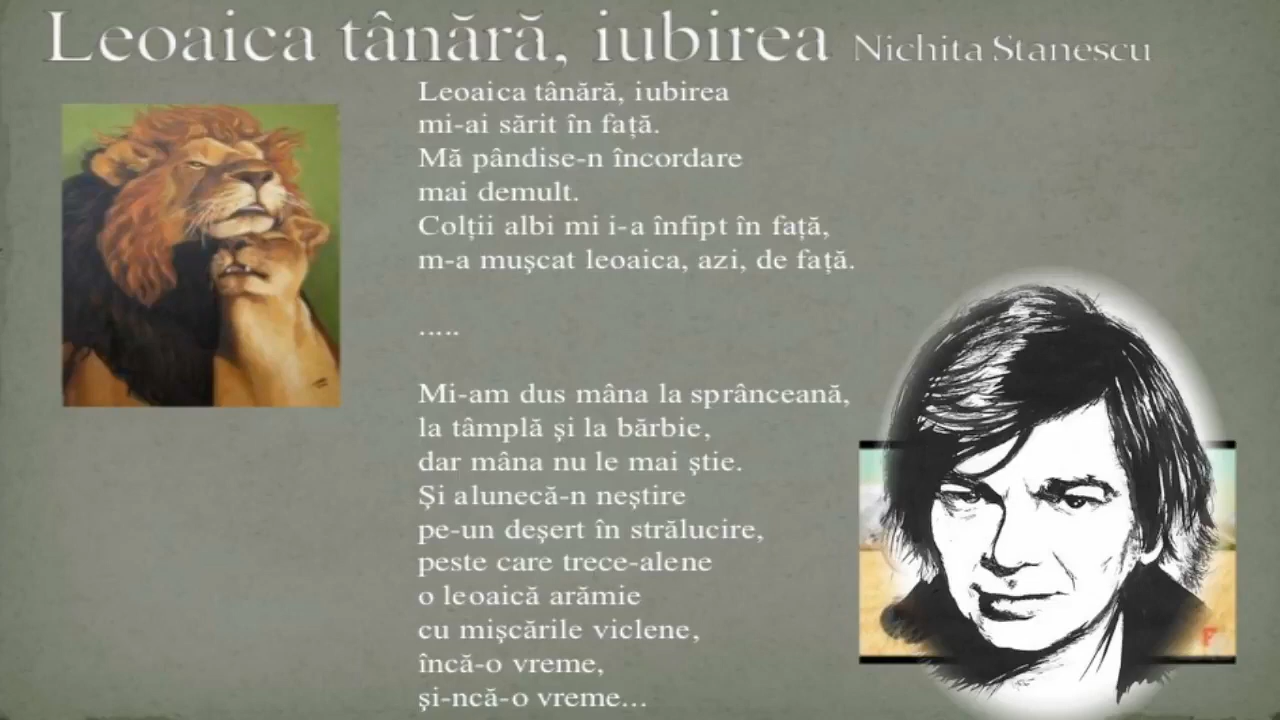 Leoaica tânără, iubirea Nichita Stanescu
Leoaica tânără, iubirea
mi-ai sărit în față.
Mă pândise-n încordare
mai demult.
Colții albi mi i-a înfipt în față,
m-a mușcat leoaica, azi, de față.
.....
Mi-am dus mâna la sprânceană,
la tâmplă și la bărbie,
dar mâna nu le mai știe.
Și alunecă-n neștire
pe-un deșert în strălucire,
peste care trece-alene
o leoaică arămie
cu mișcările viclene,
încă-o vreme,
și-ncă-o vreme...
F